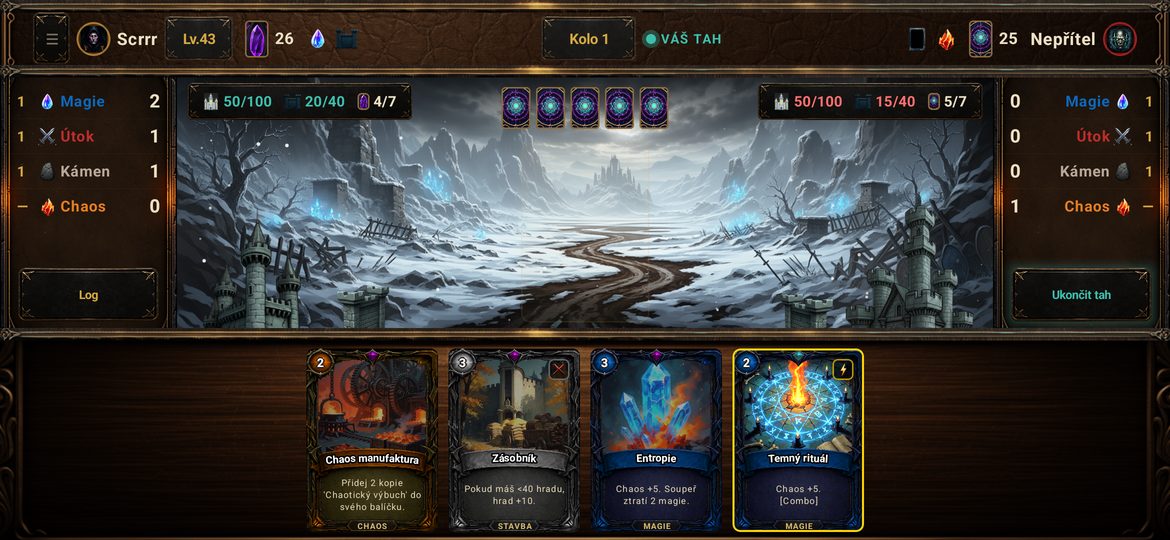 Scrrr
Lv.43
26
Kolo 1
VÁŠ TAH
25
Nepřítel
1 Magie 2
1 Útok 1
1 Kámen 1
– Chaos 0
Log
50/100 20/40 4/7
50/100 15/40 5/7
0 Magie 1
0 Útok 1
0 Kámen 1
1 Chaos –
Ukončit tah
2
Chaos manufaktura
Přidej 2 kopie
'Chaotický výbuch' do
svého balíčku.
CHAOS
3
Zásobník
Pokud máš <40 hradu,
hrad +10.
STAVBA
3
Entropie
Chaos +5. Soupeř
ztratí 2 magie.
MAGIE
2
Temný rituál
Chaos +5.
[Combo]
MAGIE